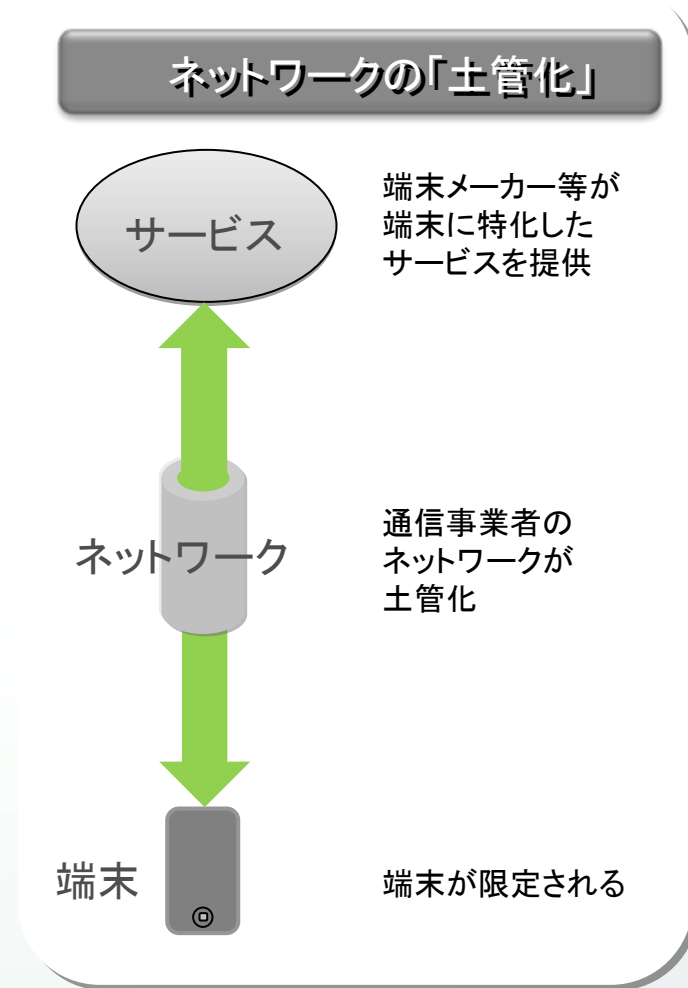 ネットワークの「土管化」
サービス
端末メーカー等が
端末に特化した
サービスを提供
ネットワーク
通信事業者の
ネットワークが
土管化
端末
端末が限定される